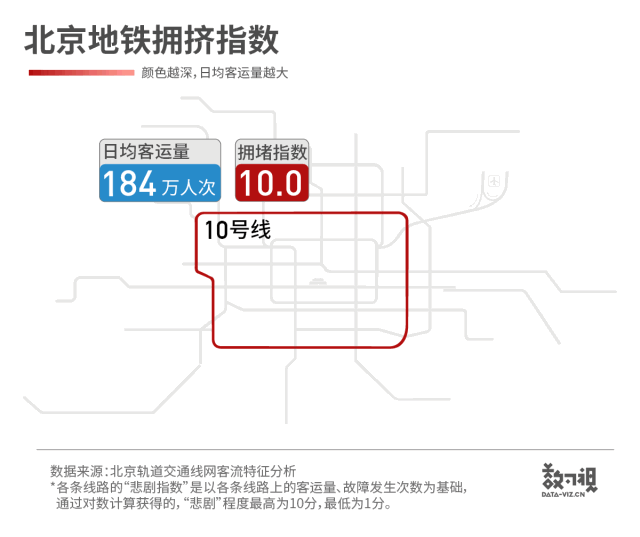 北京地铁拥挤指数
颜色越深，日均客运量越大
日均客运量
拥堵指数
184 万人次
10.0
10号线
数据来源：北京轨道交通线网客流特征分析
*各条线路的“悲剧指数”是以各条线路上的客运量、故障发生次数为基础，
通过对数计算获得的，“悲剧”程度最高为10分，最低为1分。
数可视
DATA-VIZ.CN